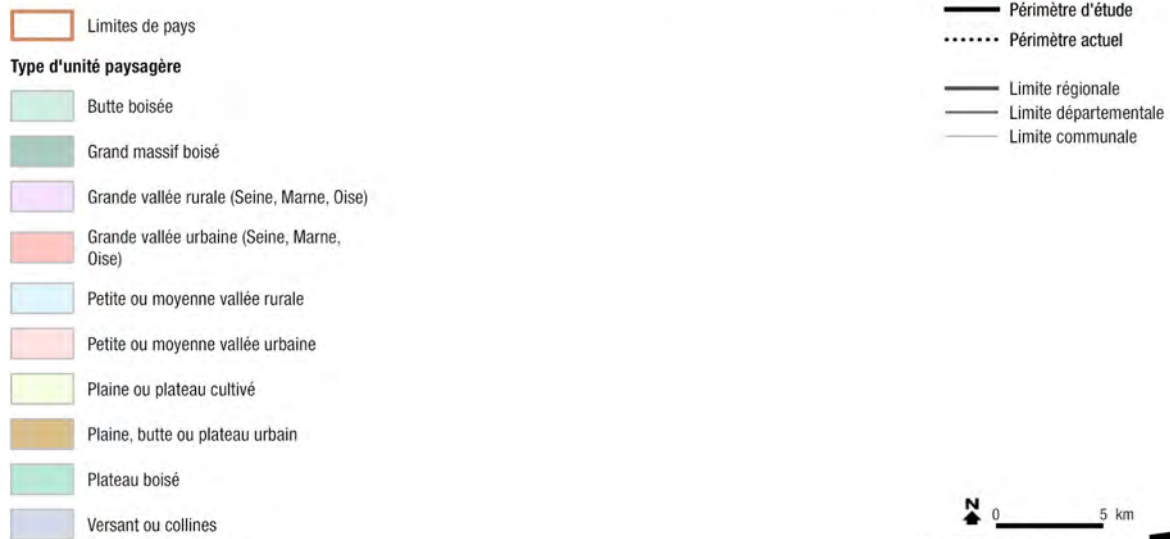 Limites de pays
Type d'unité paysagère
Butte boisée
Grand massif boisé
Grande vallée rurale (Seine, Marne, Oise)
Grande vallée urbaine (Seine, Marne,
Oise)
Petite ou moyenne vallée rurale
Petite ou moyenne vallée urbaine
Plaine ou plateau cultivé
Plaine, butte ou plateau urbain
Plateau boisé
Versant ou collines
Périmètre d'étude
Périmètre actuel
Limite régionale
Limite départementale
Limite communale
N
0 5 km